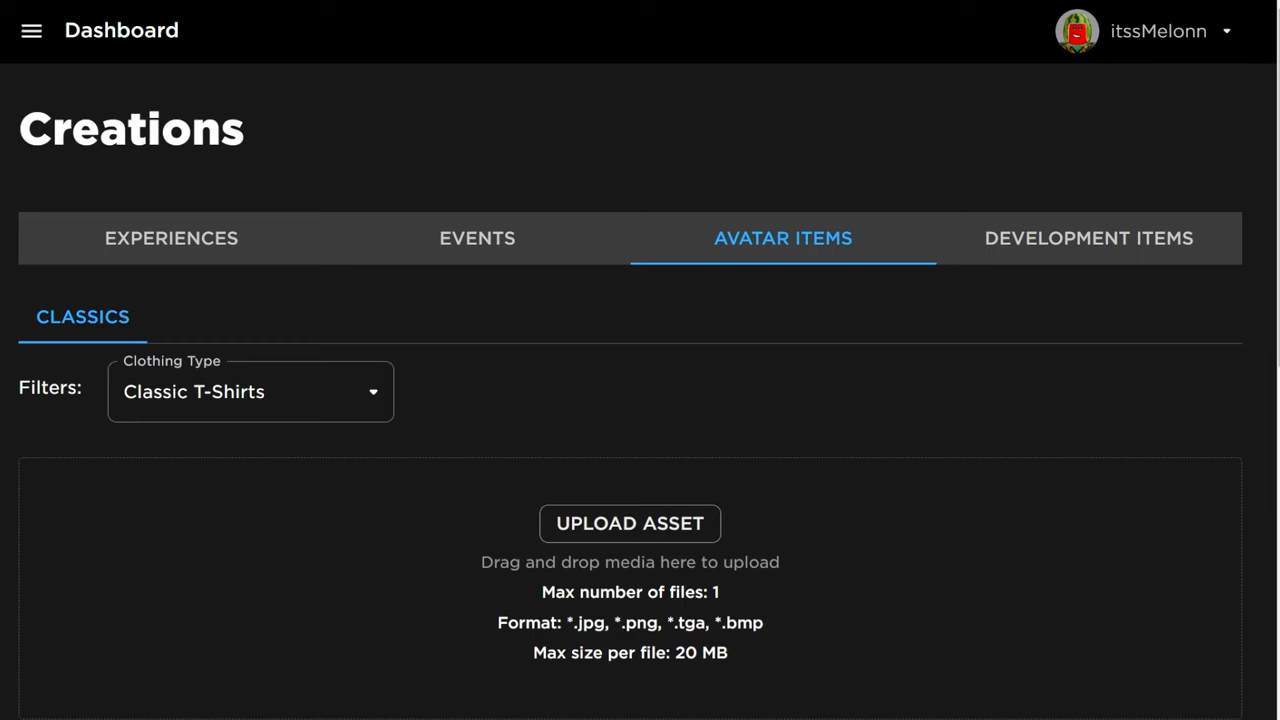 Dashboard
itssMelonn
Creations
EXPERIENCES
EVENTS
AVATAR ITEMS
DEVELOPMENT ITEMS
CLASSICS
Filters:
Clothing Type
Classic T-Shirts
UPLOAD ASSET
Drag and drop media here to upload
Max number of files: 1
Format: *.jpg, *.png, *.tga, *.bmp
Max size per file: 20 MB